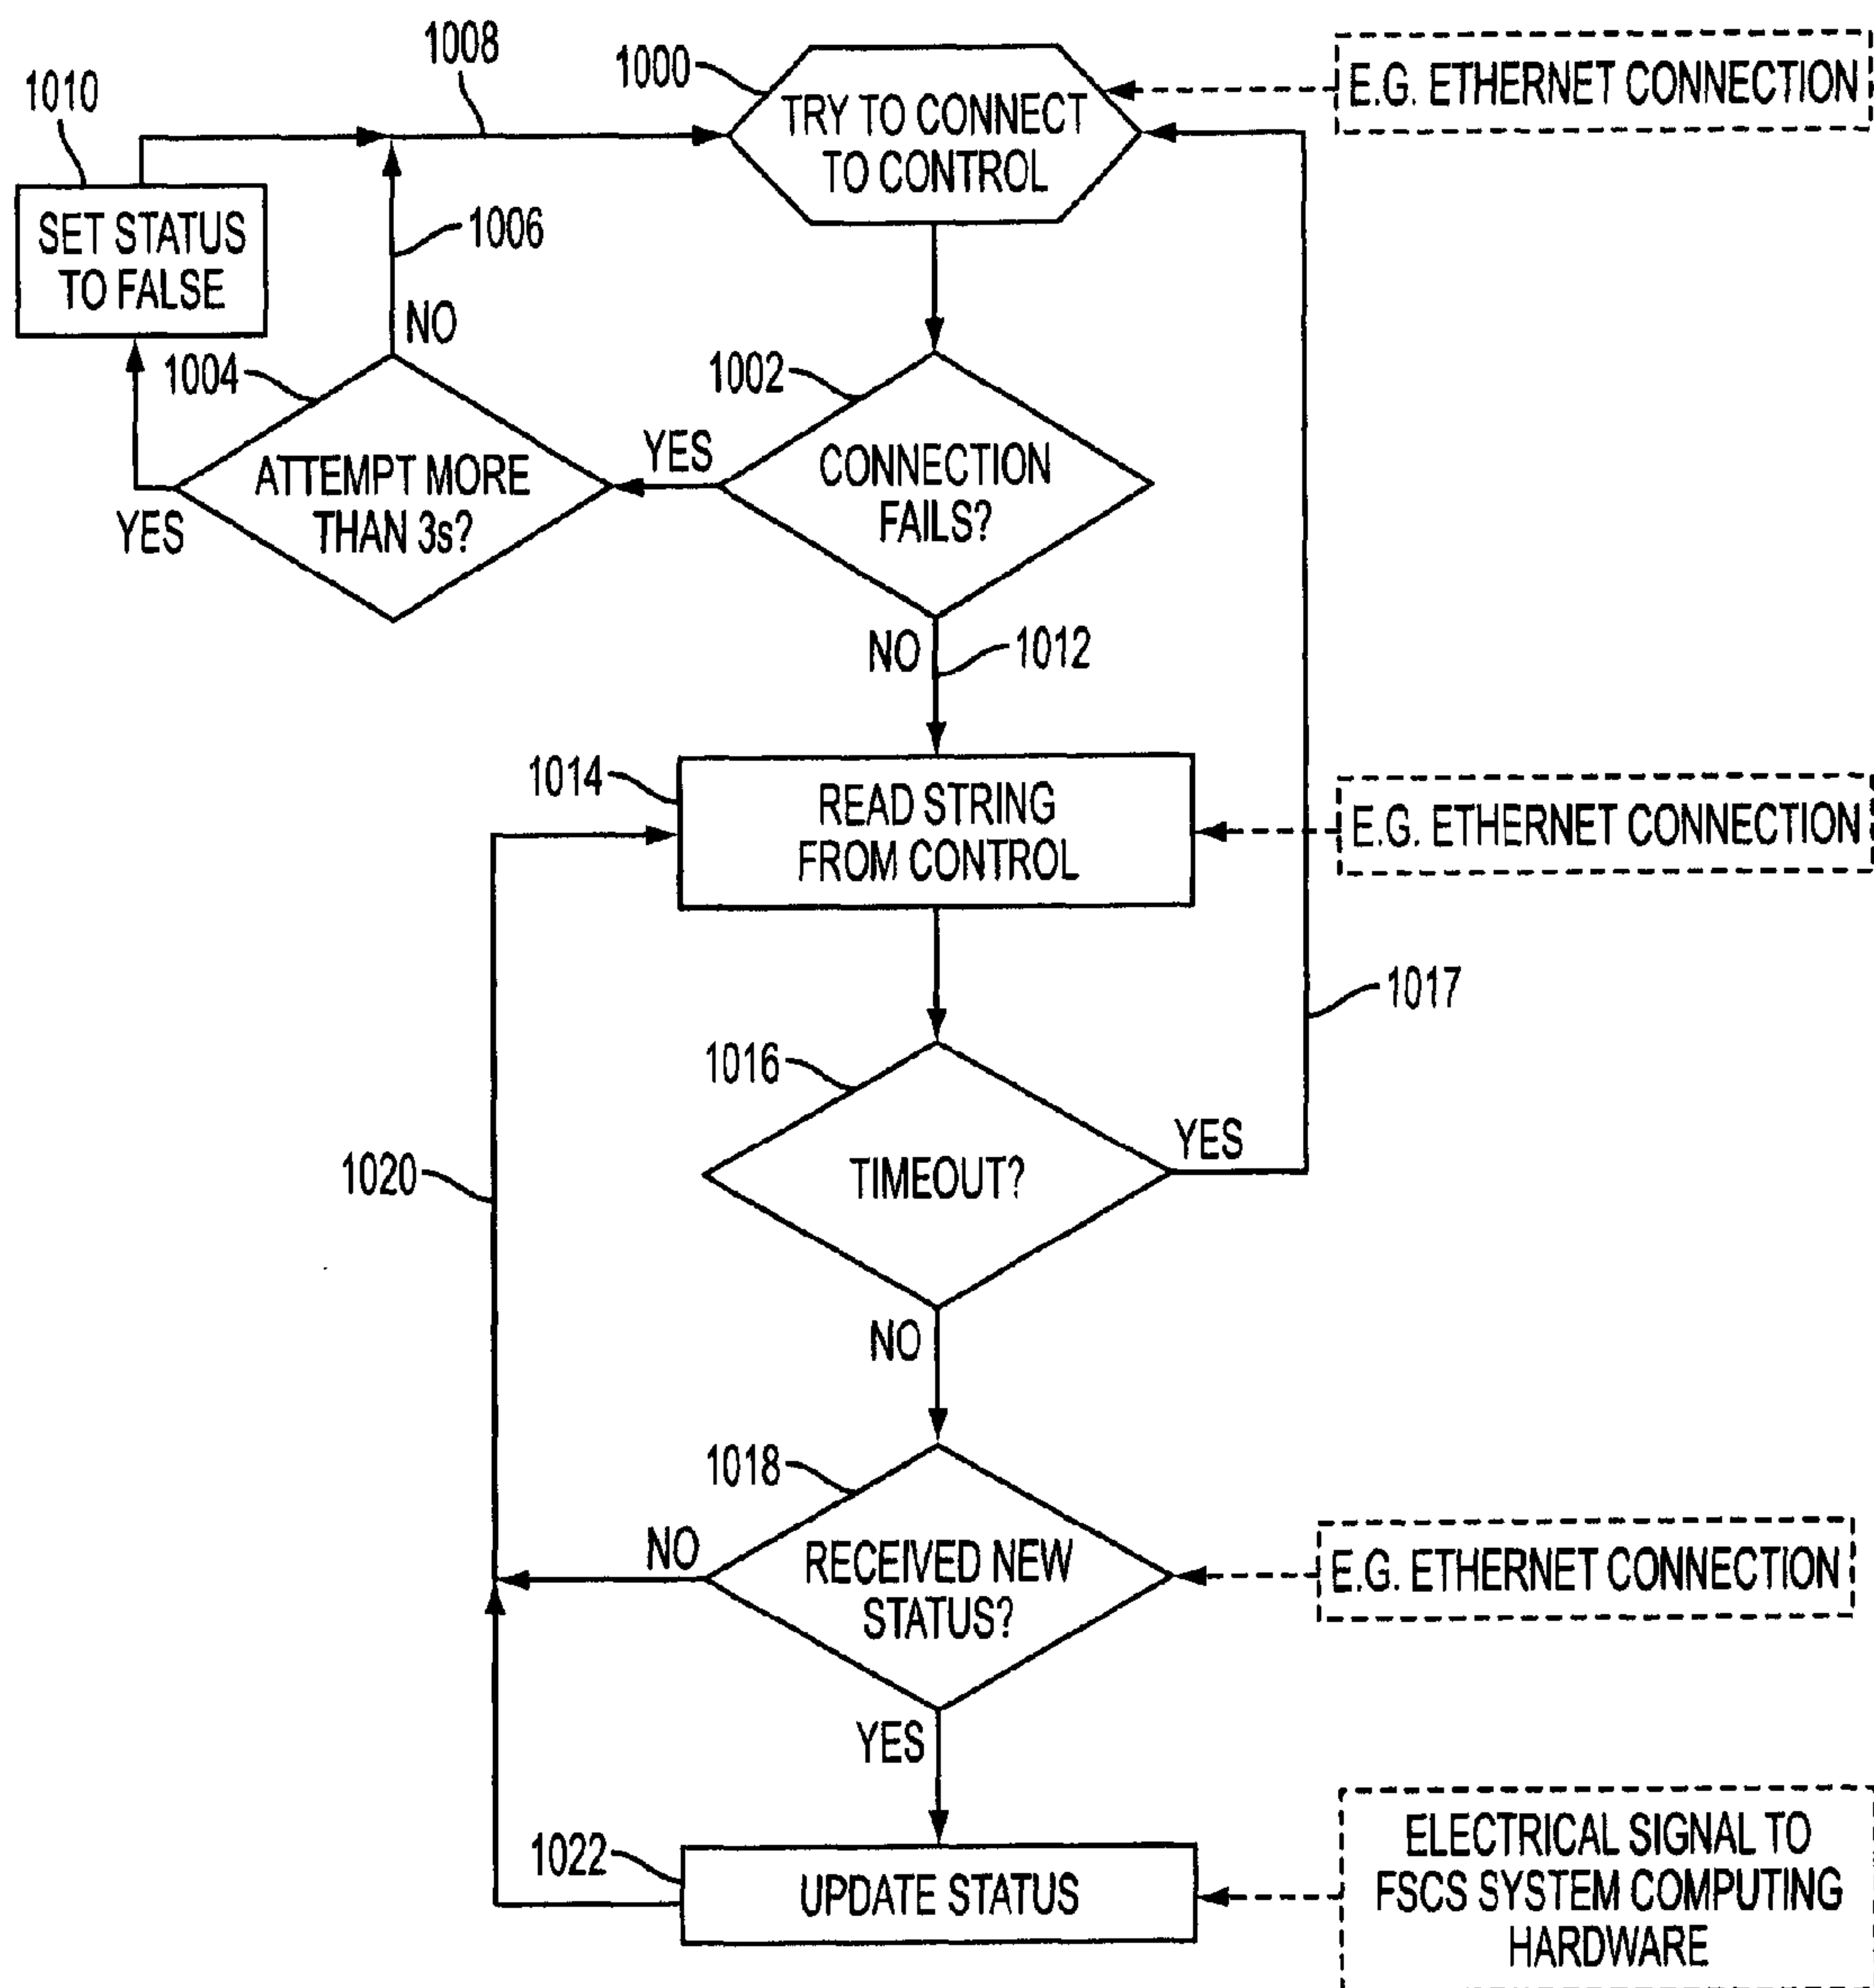 1008
1000
E.G. ETHERNET CONNECTION
1010
TRY TO CONNECT
TO CONTROL
SET STATUS
TO FALSE
1006
NO
1004
1002
YES
CONNECTION
FAILS?
ATTEMPT MORE
THAN 3s?
YES
NO
1012
1014
READ STRING
FROM CONTROL
E.G. ETHERNET CONNECTION
1017
1016
YES
TIMEOUT?
1020
NO
1018
NO
RECEIVED NEW
STATUS?
E.G. ETHERNET CONNECTION
YES
1022
UPDATE STATUS
ELECTRICAL SIGNAL TO
FSCS SYSTEM COMPUTING
HARDWARE